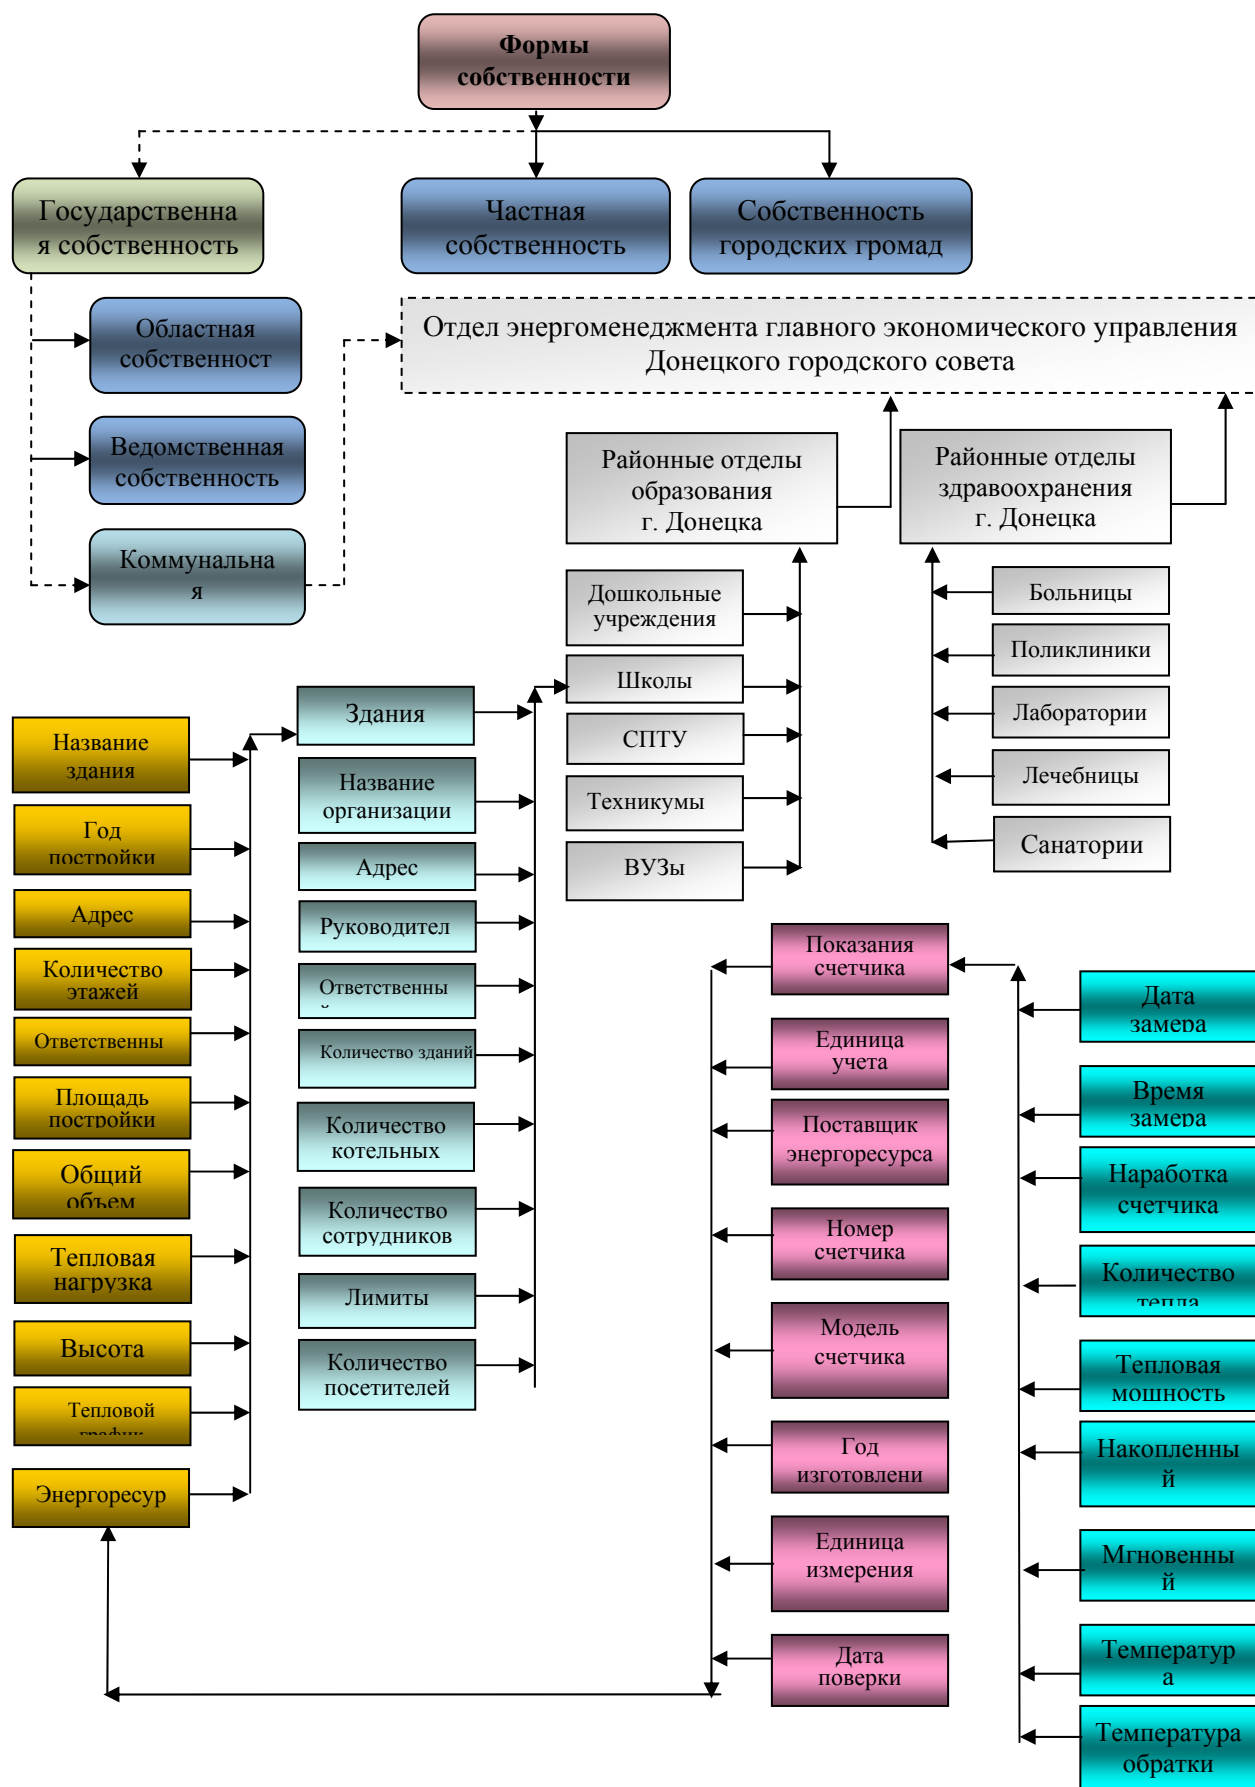 Формы
собственности
Государственна
я собственность
Частная
собственность
Собственность
городских громад
Областная
собственност
Ведомственная
собственность
Коммунальна
я
Отдел энергоменеджмента главного экономического управления
Донецкого городского совета
Районные отделы
образования
г. Донецка
Районные отделы
здравоохранения
г. Донецка
Дошкольные
учреждения
Школы
СПТУ
Техникумы
ВУЗы
Больницы
Поликлиники
Лаборатории
Лечебницы
Санатории
Здания
Название
организации
Адрес
Руководител
Ответственны
й
Количество зданий
Количество
котельных
Количество
сотрудников
Лимиты
Количество
посетителей
Название
здания
Год
постройки
Адрес
Количество
этажей
Ответственны
Площадь
постройки
Общий
объем
Тепловая
нагрузка
Высота
Тепловой
график
Энергоресур
Показания
счетчика
Единица
учета
Поставщик
энергоресурса
Номер
счетчика
Модель
счетчика
Год
изготовлени
Единица
измерения
Дата
поверки
Дата
замера
Время
замера
Наработка
счетчика
Количество
тепла
Тепловая
мошность
Накопленны
й
Мгновенны
й
Температур
а
Температура
обратки